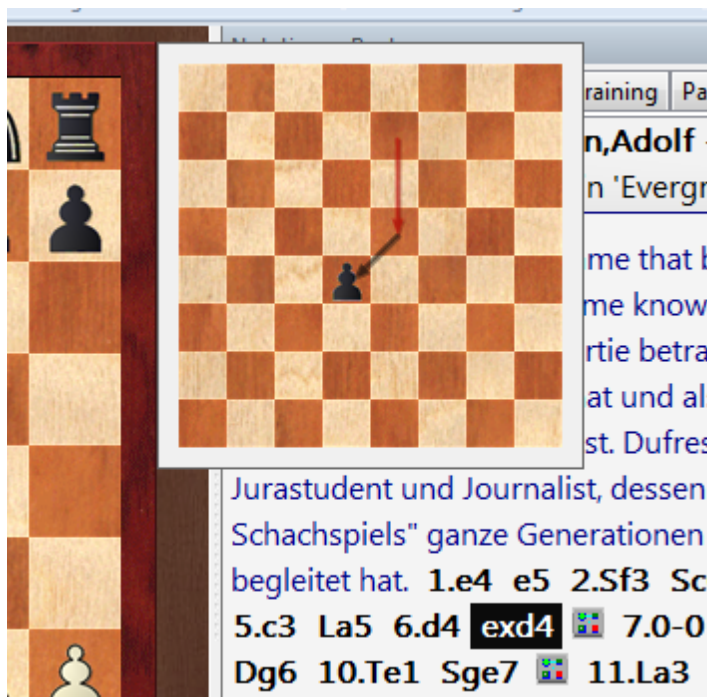 raining Pa
n,Adolf -
n 'Evergr
me that b
me know
rtie betra
at und al
st. Dufres
Jurastudent und Journalist, dessen
Schachspiels" ganze Generationen
begleitet hat. 1.e4 e5 2.Sf3 Sc
5.c3 La5 6.d4 exd4 7.0-0
Dg6 10.Te1 Sge7 11.La3